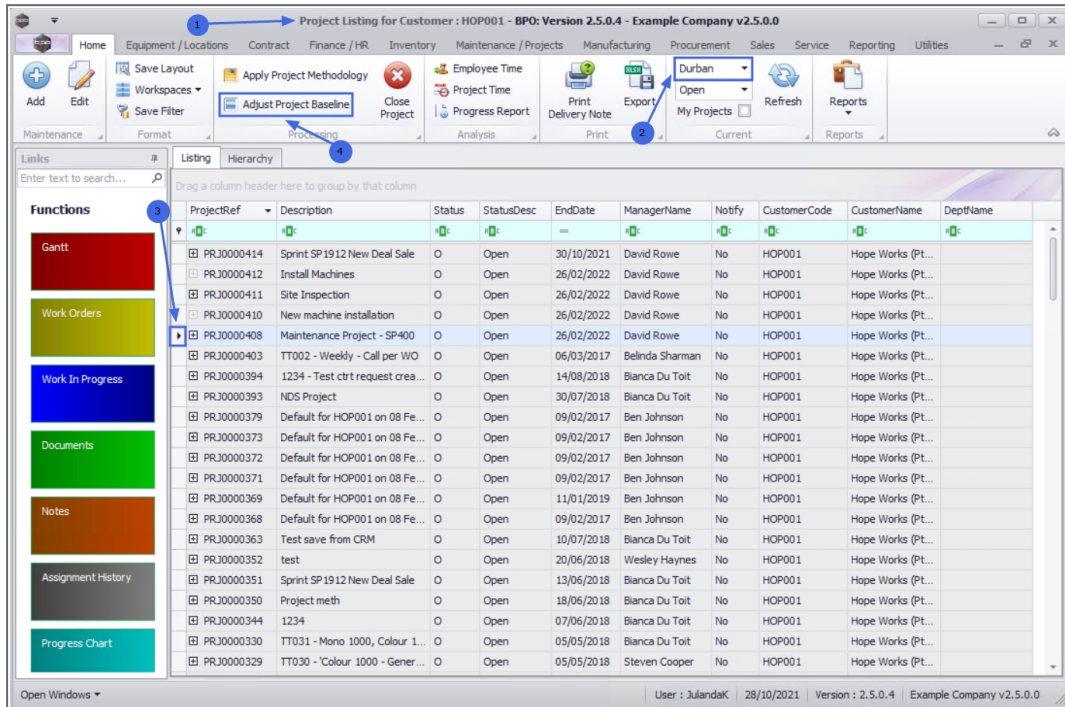 1
Project Listing for Customer : HOP001 - BPO: Version 2.5.0.4 - Example Company v2.5.0.0
Home Equipment / Locations Contract Finance / HR Inventory Maintenance / Projects Manufacturing Procurement Sales Service Reporting Utilities
Add
Edit
Save Layout
Workspaces
Save Filter
Apply Project Methodology
Adjust Project Baseline
Close Project
Employee Time
Project Time
Progress Report
Print Delivery Note
Export
Durban
Open
My Projects
Refresh
Reports
2
Maintenance Format Processing Analysis Print Current Reports
4
Links
Enter text to search...
Functions
3
Gantt
Work Orders
Work In Progress
Documents
Notes
Assignment History
Progress Chart
Listing Hierarchy
Drag a column header here to group by that column
ProjectRef Description Status StatusDesc EndDate ManagerName Notify CustomerCode CustomerName DeptName
PRJ0000414 Sprint SP1912 New Deal Sale O Open 30/10/2021 David Rowe No HOP001 Hope Works (Pt...
PRJ0000412 Install Machines O Open 26/02/2022 David Rowe No HOP001 Hope Works (Pt...
PRJ0000411 Site Inspection O Open 26/02/2022 David Rowe No HOP001 Hope Works (Pt...
PRJ0000410 New machine installation O Open 26/02/2022 David Rowe No HOP001 Hope Works (Pt...
PRJ0000408 Maintenance Project - SP400 O Open 26/02/2022 David Rowe No HOP001 Hope Works (Pt...
PRJ0000403 TT002 - Weekly - Call per WO O Open 06/03/2017 Belinda Sharman No HOP001 Hope Works (Pt...
PRJ0000394 1234 - Test ctrt request crea... O Open 14/08/2018 Bianca Du Toit No HOP001 Hope Works (Pt...
PRJ0000393 NDS Project O Open 30/07/2018 Bianca Du Toit No HOP001 Hope Works (Pt...
PRJ0000379 Default for HOP001 on 08 Fe... O Open 09/02/2017 Ben Johnson No HOP001 Hope Works (Pt...
PRJ0000373 Default for HOP001 on 08 Fe... O Open 09/02/2017 Ben Johnson No HOP001 Hope Works (Pt...
PRJ0000372 Default for HOP001 on 08 Fe... O Open 09/02/2017 Ben Johnson No HOP001 Hope Works (Pt...
PRJ0000371 Default for HOP001 on 08 Fe... O Open 09/02/2017 Ben Johnson No HOP001 Hope Works (Pt...
PRJ0000369 Default for HOP001 on 08 Fe... O Open 11/01/2019 Ben Johnson No HOP001 Hope Works (Pt...
PRJ0000368 Default for HOP001 on 08 Fe... O Open 09/02/2017 Ben Johnson No HOP001 Hope Works (Pt...
PRJ0000363 Test save from CRM O Open 10/07/2018 Bianca Du Toit No HOP001 Hope Works (Pt...
PRJ0000352 test O Open 20/06/2018 Wesley Haynes No HOP001 Hope Works (Pt...
PRJ0000351 Sprint SP1912 New Deal Sale O Open 13/06/2018 Bianca Du Toit No HOP001 Hope Works (Pt...
PRJ0000350 Project meth O Open 18/06/2018 Bianca Du Toit No HOP001 Hope Works (Pt...
PRJ0000344 1234 O Open 07/06/2018 Bianca Du Toit No HOP001 Hope Works (Pt...
PRJ0000330 TT031 - Mono 1000, Colour 1... O Open 05/05/2018 Bianca Du Toit No HOP001 Hope Works (Pt...
PRJ0000329 TT030 - 'Colour 1000 - Gener... O Open 05/05/2018 Steven Cooper No HOP001 Hope Works (Pt...
Open Windows User : JulandaK 28/10/2021 Version : 2.5.0.4 Example Company v2.5.0.0